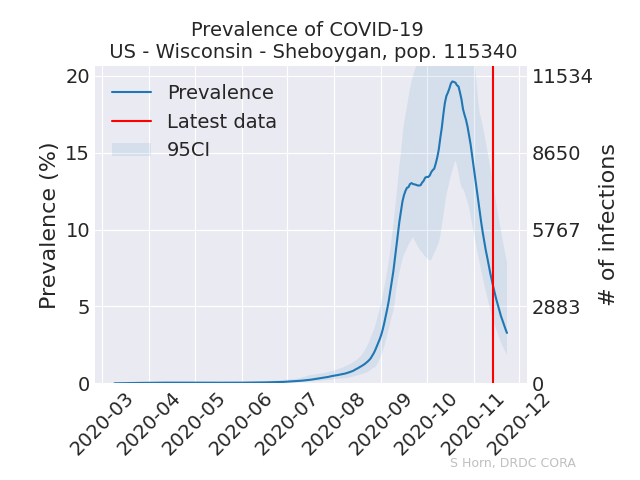 Prevalence of COVID-19
US - Wisconsin - Sheboygan, pop. 115340
Prevalence (%)
20
15
10
5
0
Prevalence
Latest data
95CI
11534
8650
5767
2883
0
# of infections
2020-03
2020-04
2020-05
2020-06
2020-07
2020-08
2020-09
2020-10
2020-11
2020-12
S Horn, DRDC CORA